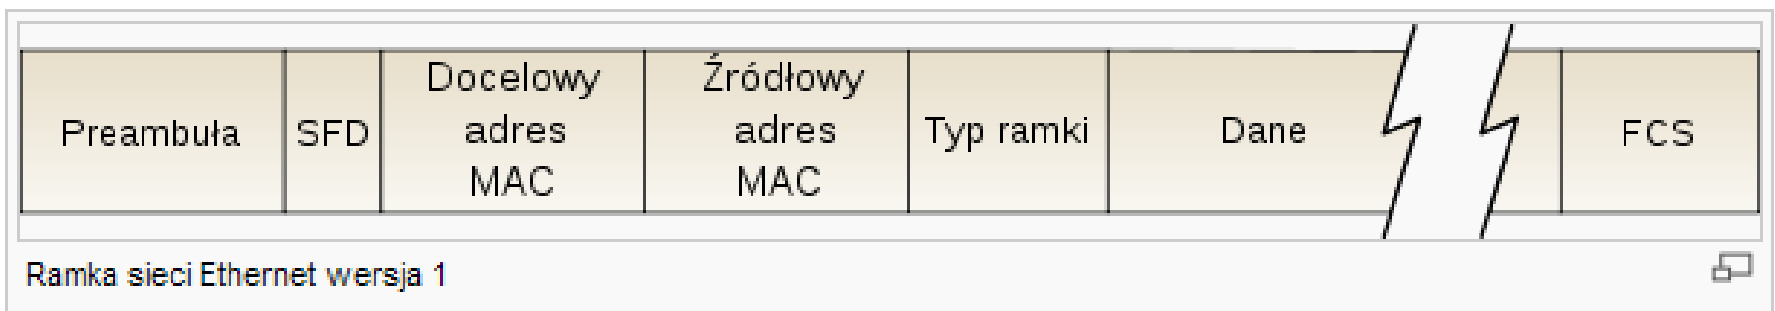 Preambuła
SFD
Docelowy
adres
MAC
Źródłowy
adres
MAC
Typ ramki
Dane
FCS
Ramka sieci Ethernet wersja 1